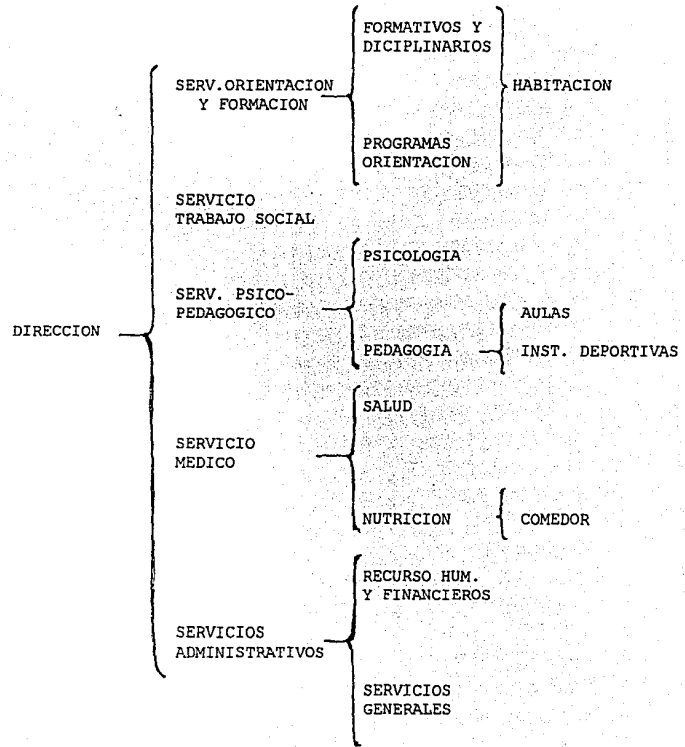 FORMATIVOS Y
DICIPLINARIOS
SERV.ORIENTACION
Y FORMACION
HABITACION
PROGRAMAS
ORIENTACION
SERVICIO
TRABAJO SOCIAL
PSICOLOGIA
SERV. PSICO-
PEDAGOGICO
AULAS
DIRECCION
PEDAGOGIA
INST. DEPORTIVAS
SALUD
SERVICIO
MEDICO
NUTRICION
COMEDOR
RECURSO HUM.
Y FINANCIEROS
SERVICIOS
ADMINISTRATIVOS
SERVICIOS
GENERALES